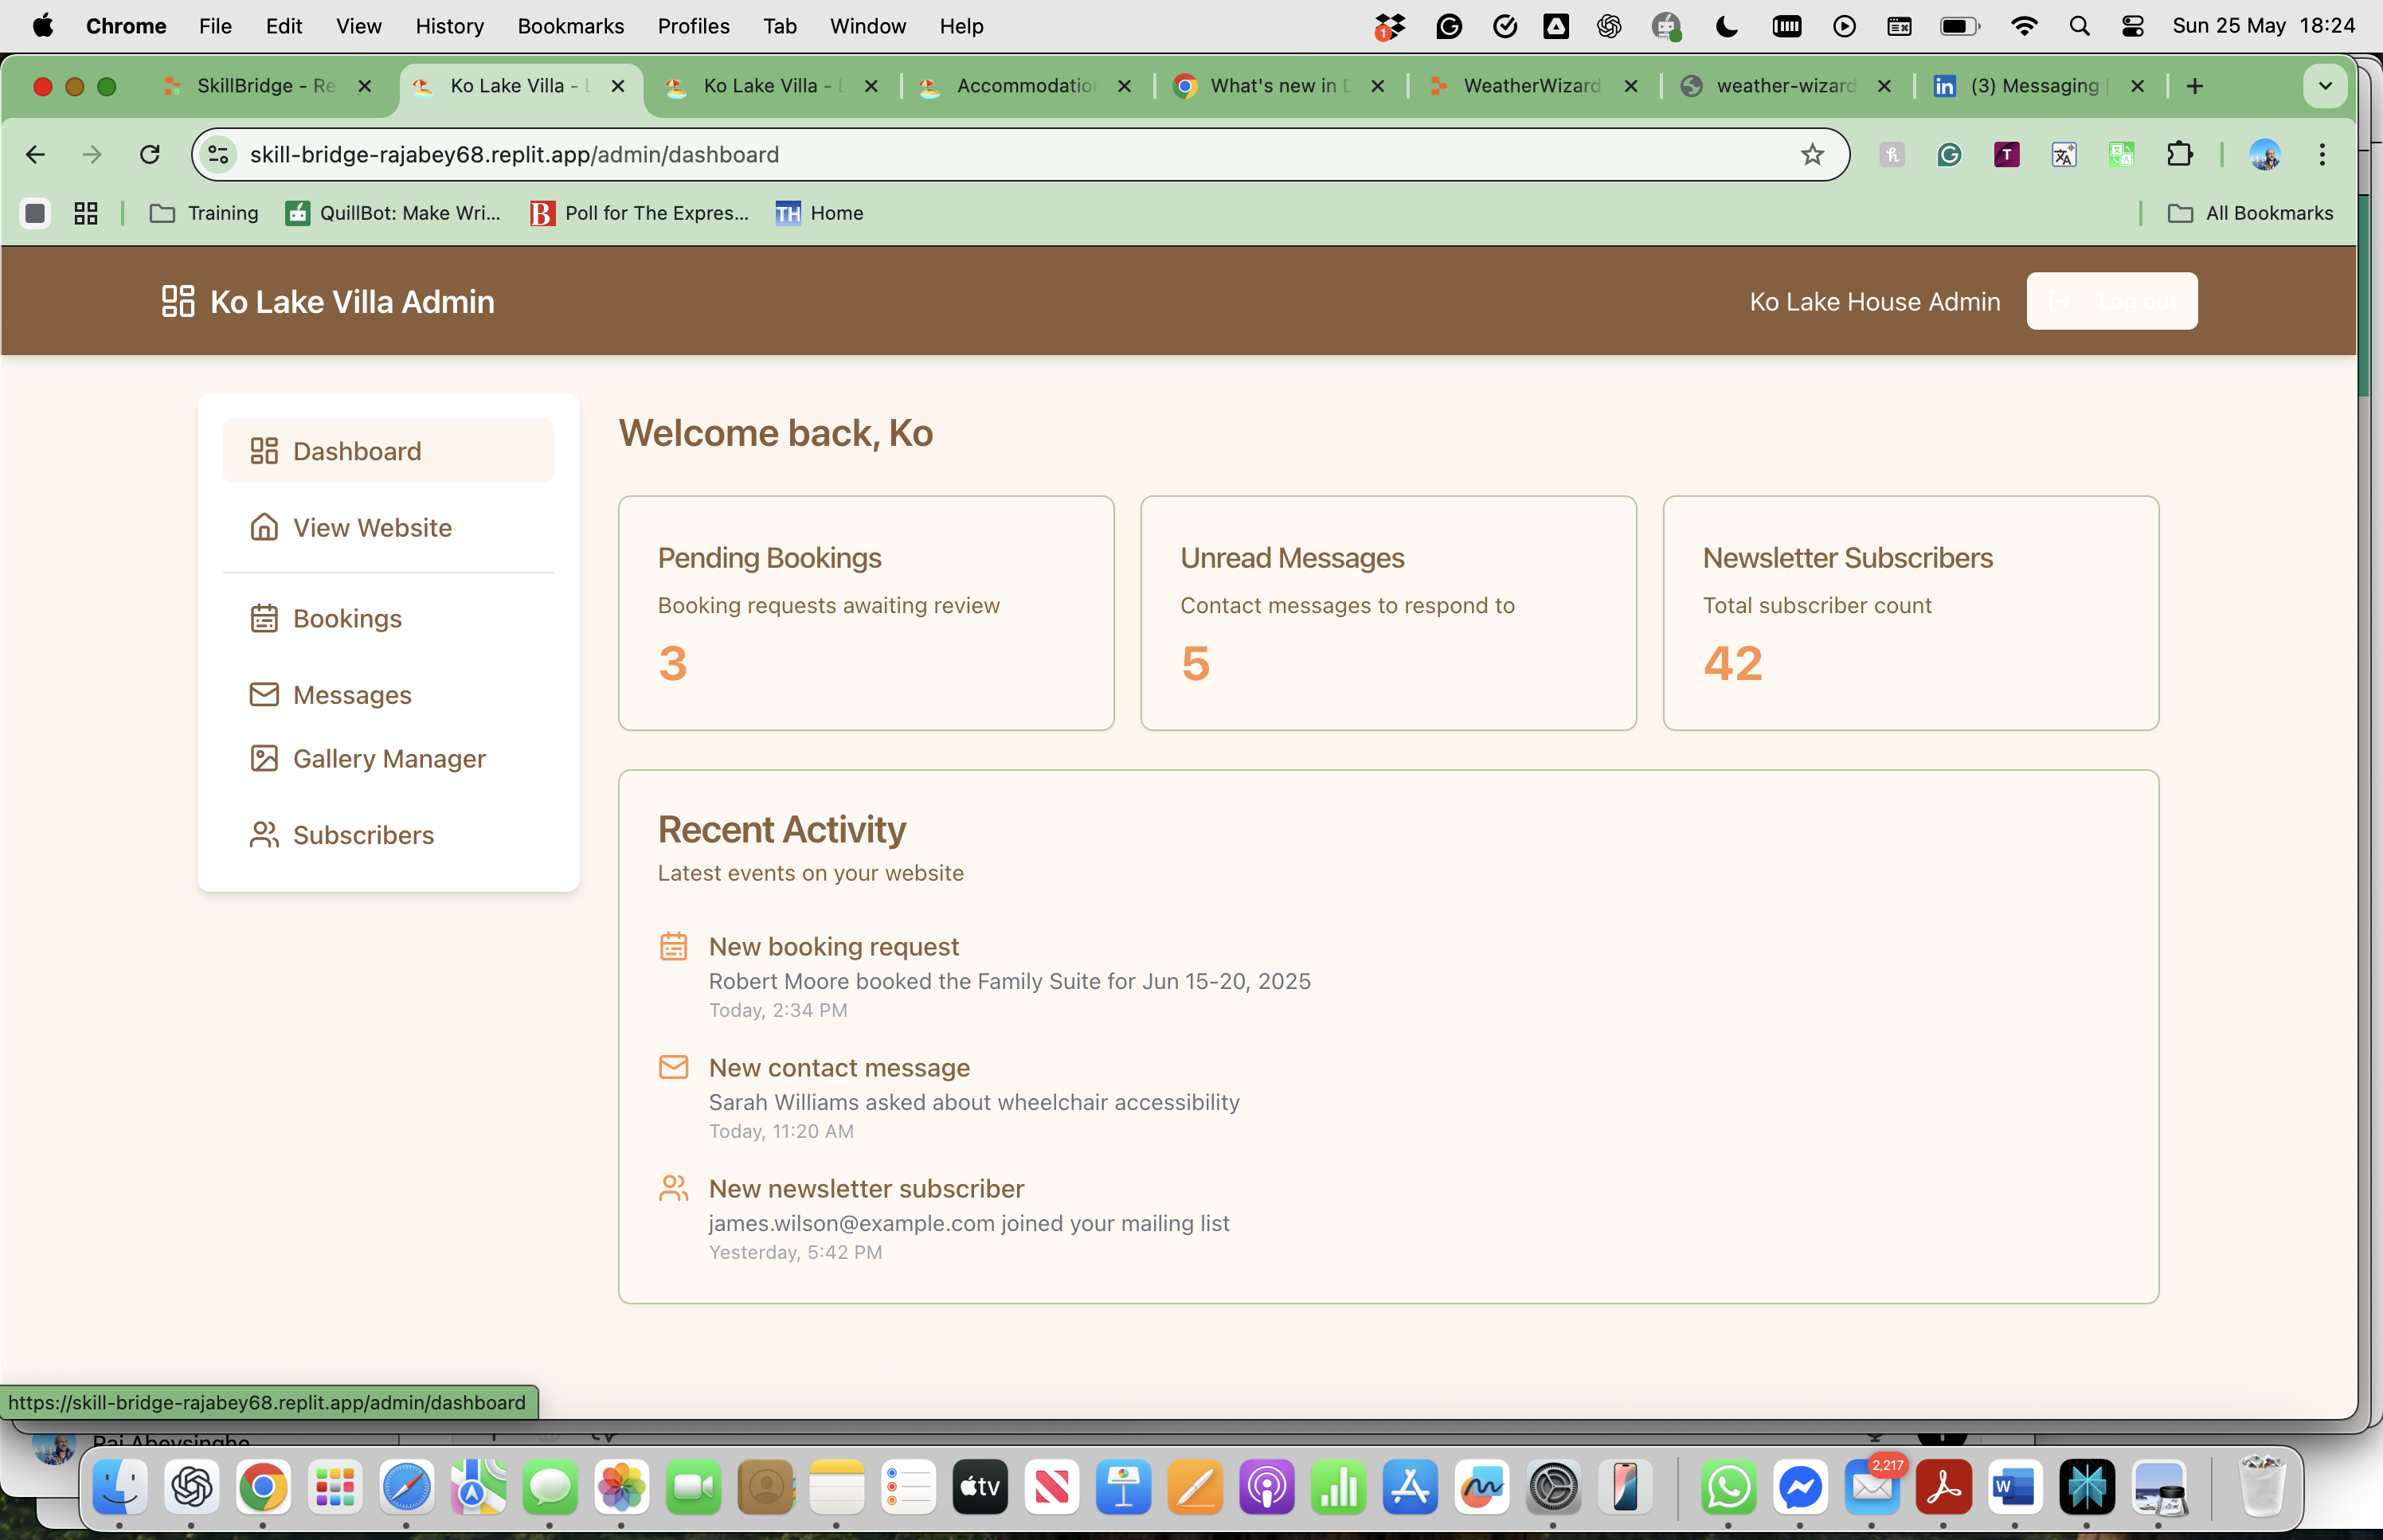 Chrome File Edit View History Bookmarks Profiles Tab Window Help
1
Sun 25 May 18:24
SkillBridge - Re
Ko Lake Villa -
Ko Lake Villa -
Accommodation
What's new in
WeatherWizard
weather-wizard
(3) Messaging
skill-bridge-rajabey68.replit.app/admin/dashboard
Training
QuillBot: Make Wri...
Poll for The Expres...
Home
All Bookmarks
Ko Lake Villa Admin
Ko Lake House Admin
Log out
Dashboard
View Website
Bookings
Messages
Gallery Manager
Subscribers
Welcome back, Ko
Pending Bookings
Booking requests awaiting review
3
Unread Messages
Contact messages to respond to
5
Newsletter Subscribers
Total subscriber count
42
Recent Activity
Latest events on your website
New booking request
Robert Moore booked the Family Suite for Jun 15-20, 2025
Today, 2:34 PM
New contact message
Sarah Williams asked about wheelchair accessibility
Today, 11:20 AM
New newsletter subscriber
james.wilson@example.com joined your mailing list
Yesterday, 5:42 PM
https://skill-bridge-rajabey68.replit.app/admin/dashboard
Raj Abeysinghe
tv
2,217